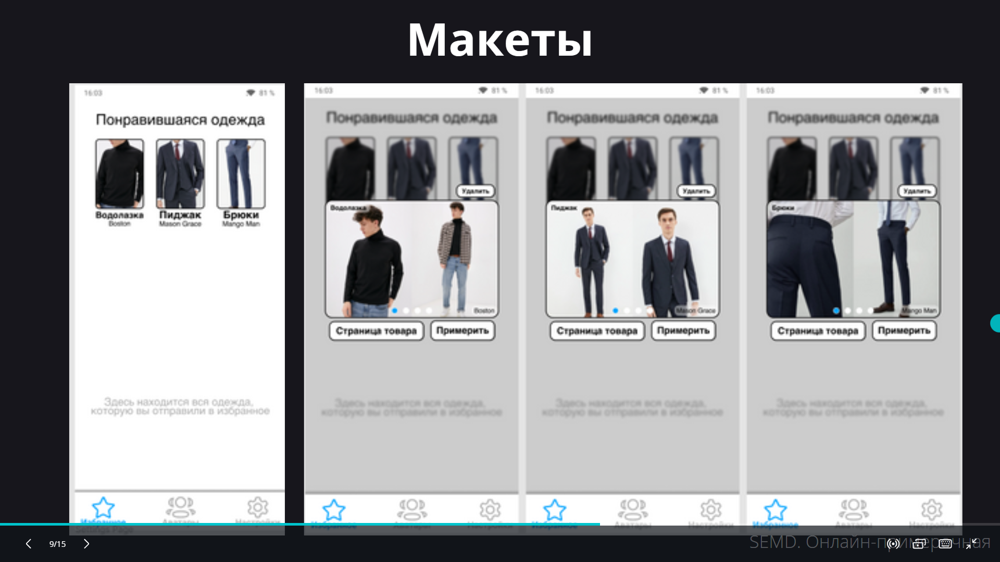 Макеты
16:03 81 %
Понравившаяся одежда
Водолазка Пиджак Брюки
Boston Mason Grace Mango Man
Здесь находится вся одежда,
которую вы отправили в избранное
Избранное Аватары Настройки
Settings Page
16:03 81 %
Понравившаяся одежда
Удалить
Водолазка
Boston
Страница товара Примерить
Здесь находится вся одежда,
которую вы отправили в избранное
Избранное Аватары Настройки
16:03 81 %
Понравившаяся одежда
Удалить
Пиджак
Mason Grace
Страница товара Примерить
Здесь находится вся одежда,
которую вы отправили в избранное
Избранное Аватары Настройки
16:03 81 %
Понравившаяся одежда
Удалить
Брюки
Mango Man
Страница товара Примерить
Здесь находится вся одежда,
которую вы отправили в избранное
Избранное Аватары Настройки
9/15
SEMD. Онлайн-примерочная